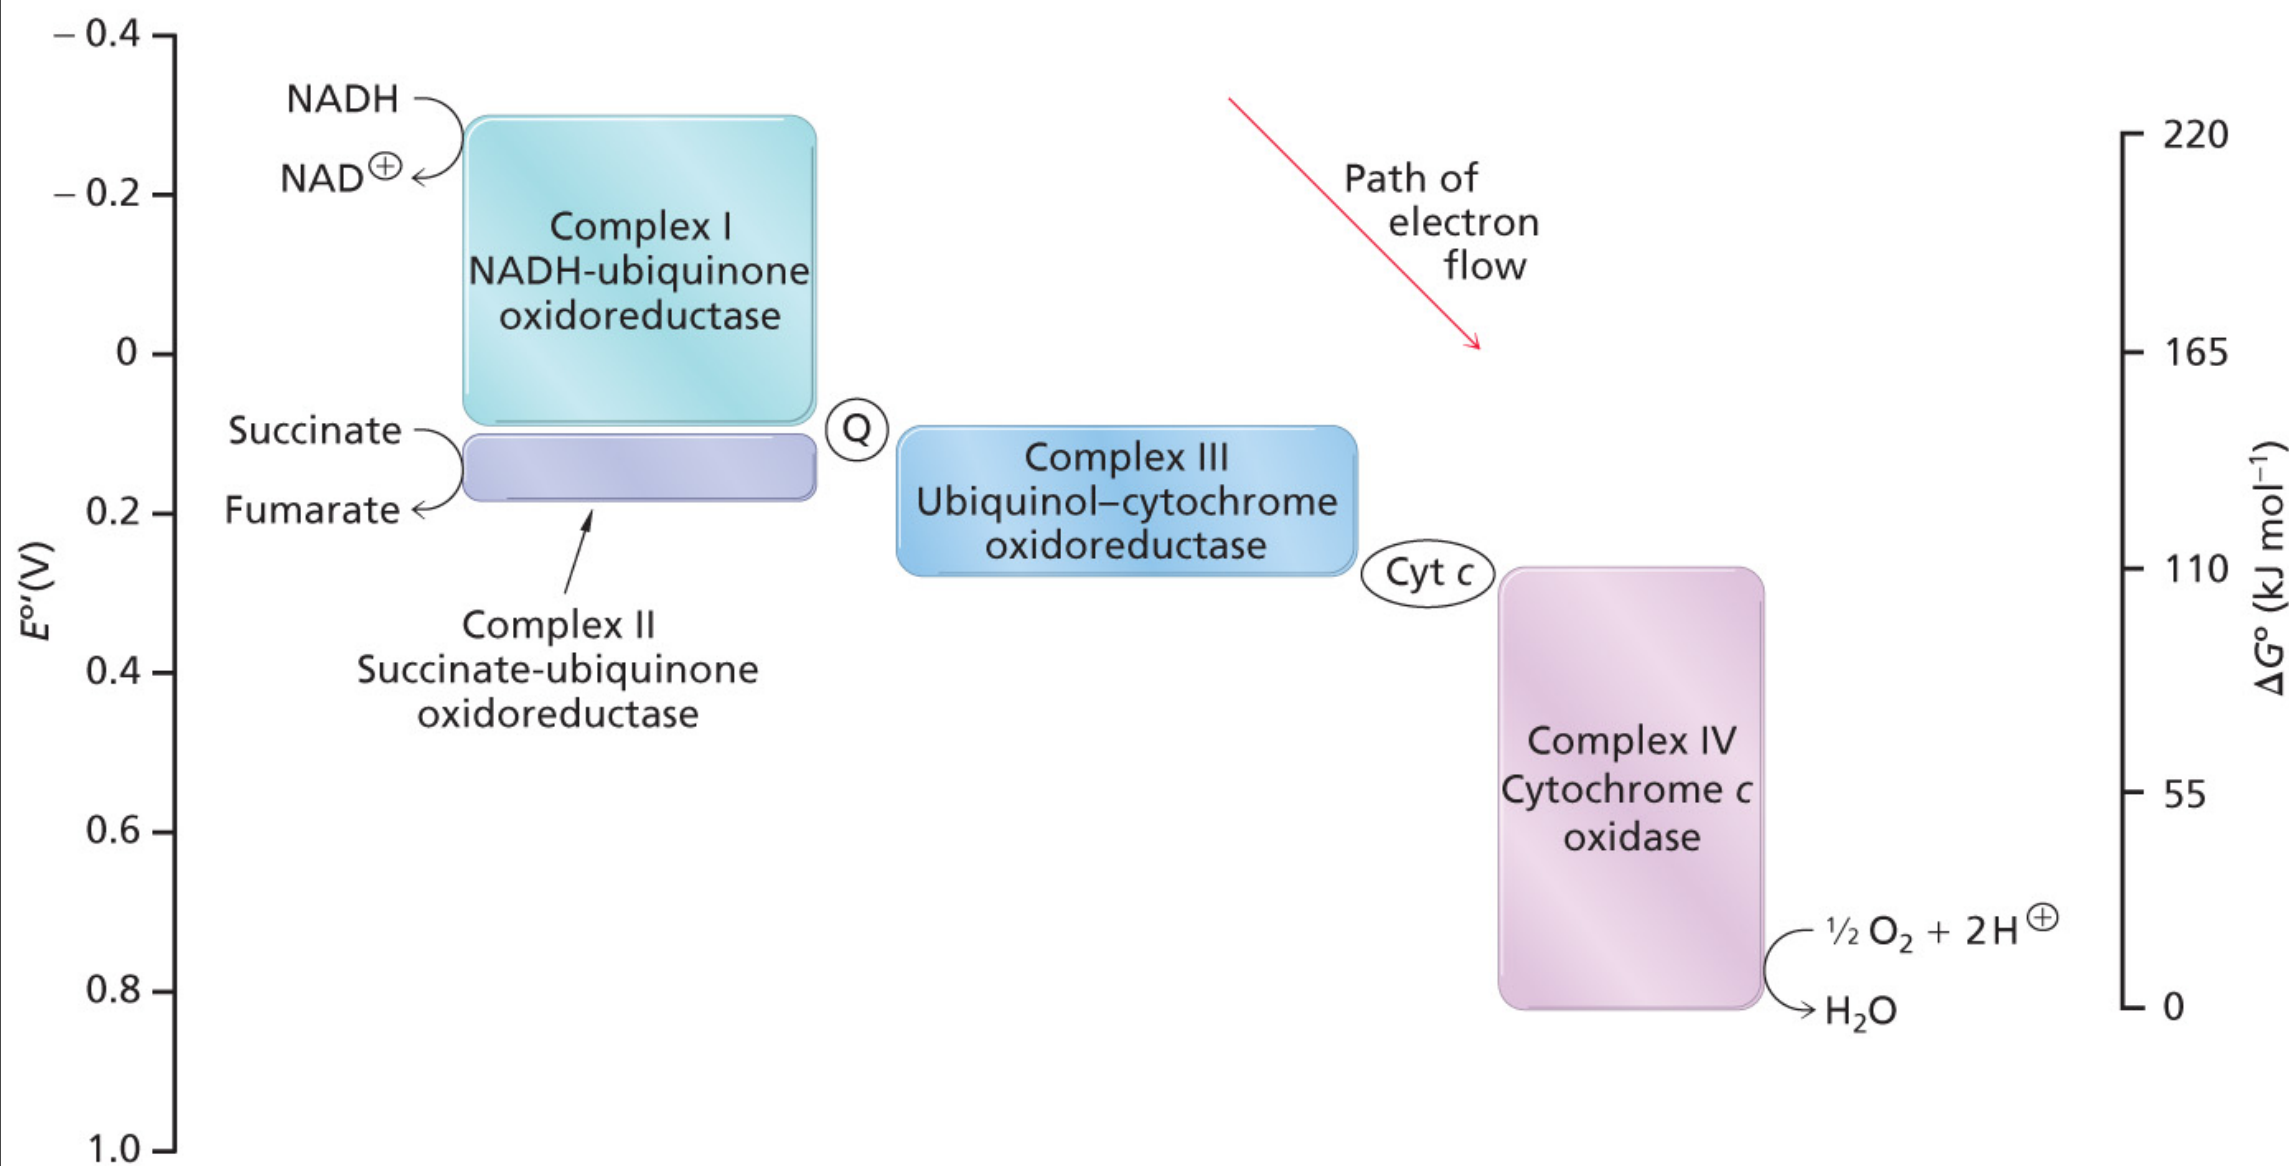 – 0.4
– 0.2
0
0.2
0.4
0.6
0.8
1.0
E°′(V)
NADH
NAD⊕
Complex I
NADH-ubiquinone
oxidoreductase
Succinate
Fumarate
Complex II
Succinate-ubiquinone
oxidoreductase
Q
Complex III
Ubiquinol–cytochrome
oxidoreductase
Cyt c
Path of
electron
flow
Complex IV
Cytochrome c
oxidase
½ O₂ + 2H⊕
H₂O
220
165
110
55
0
ΔG° (kJ mol⁻¹)